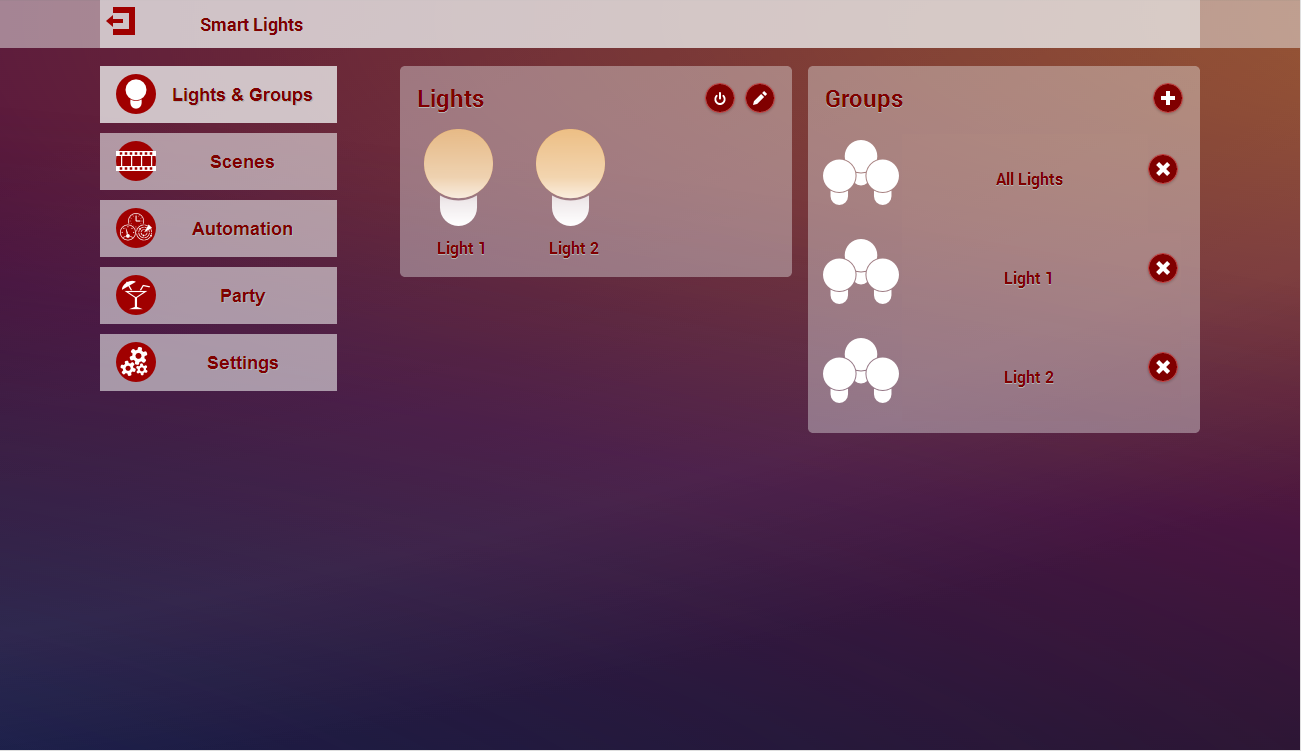 Smart Lights
Lights & Groups
Scenes
Automation
Party
Settings
Lights
Light 1
Light 2
Groups
All Lights
Light 1
Light 2